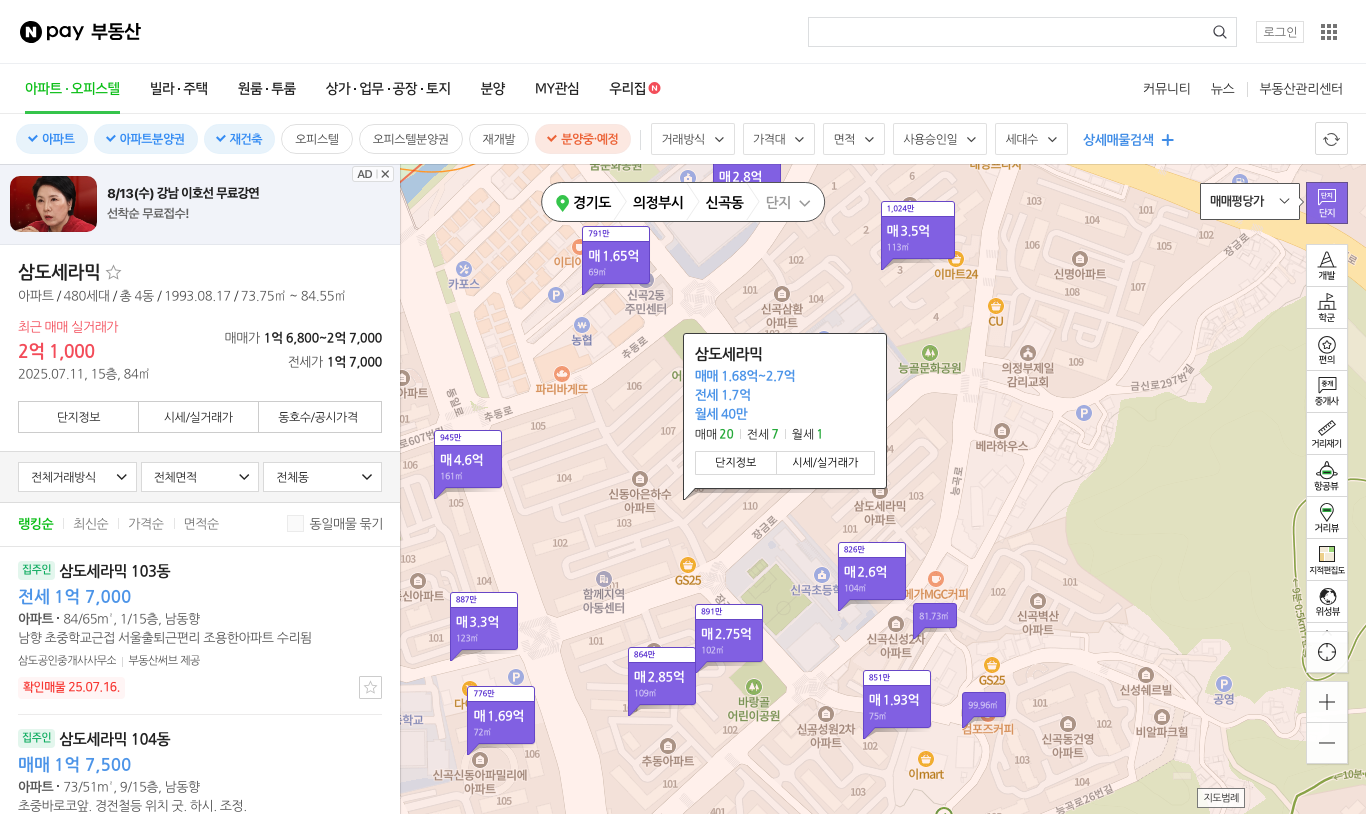 N pay 부동산
로그인
아파트·오피스텔 빌라·주택 원룸·투룸 상가·업무·공장·토지 분양 MY관심 우리집 N
커뮤니티 뉴스 부동산관리센터
아파트 아파트분양권 재건축 오피스텔 오피스텔분양권 재개발 분양중·예정
거래방식 가격대 면적 사용승인일 세대수 상세매물검색
AD
8/13(수) 강남 이호선 무료강연
선착순 무료접수!
삼도세라믹
아파트 / 480세대 / 총 4동 / 1993.08.17 / 73.75㎡ ~ 84.55㎡
최근 매매 실거래가
2억 1,000
2025.07.11, 15층, 84㎡
매매가 1억 6,800~2억 7,000
전세가 1억 7,000
단지정보 시세/실거래가 동호수/공시가격
전체거래방식 전체면적 전체동
랭킹순 최신순 가격순 면적순 동일매물 묶기
집주인 삼도세라믹 103동
전세 1억 7,000
아파트 · 84/65㎡, 1/15층, 남동향
남향 초중학교근접 서울출퇴근편리 조용한아파트 수리됨
삼도공인중개사사무소 부동산써브 제공
확인매물 25.07.16.
집주인 삼도세라믹 104동
매매 1억 7,500
아파트 · 73/51㎡, 9/15층, 남동향
초중바로코앞. 경전철등 위치 굿. 하시. 조정.
경기도 의정부시 신곡동 단지
매매평당가
단지
단지
개발
학군
편의
중개
중개사
거리재기
항공뷰
거리뷰
지적편집도
위성뷰
지도범례
매2.8억
791만
매1.65억
69㎡
1,024만
매3.5억
113㎡
945만
매4.6억
161㎡
826만
매2.6억
104㎡
81.73㎡
887만
매3.3억
123㎡
891만
매2.75억
102㎡
864만
매2.85억
109㎡
851만
매1.93억
75㎡
99.96㎡
776만
매1.69억
72㎡
삼도세라믹
매매 1.68억~2.7억
전세 1.7억
월세 40만
매매 20 전세 7 월세 1
단지정보 시세/실거래가
카포스
신곡2동
주민센터
농협
추동로
파리바게뜨
동일로
추동로
신곡삼환
아파트
이마트24
CU
신명아파트
장금로
능골문화공원
의정부제일
감리교회
금신로297번길
베라하우스
능곡로
신동아은하수
아파트
장금로
삼도세라믹
아파트
GS25
함께지역
아동센터
신곡초등학
메가MGC커피
신곡신성2차
아파트
신곡벽산
아파트
GS25
컴포즈커피
바랑골
어린이공원
신곡성원2차
아파트
추동아파트
이mart
신곡신동아파밀리에
아파트
신곡동건영
아파트
신성쉐르빌
비알파크힐
공영
능곡로26번길